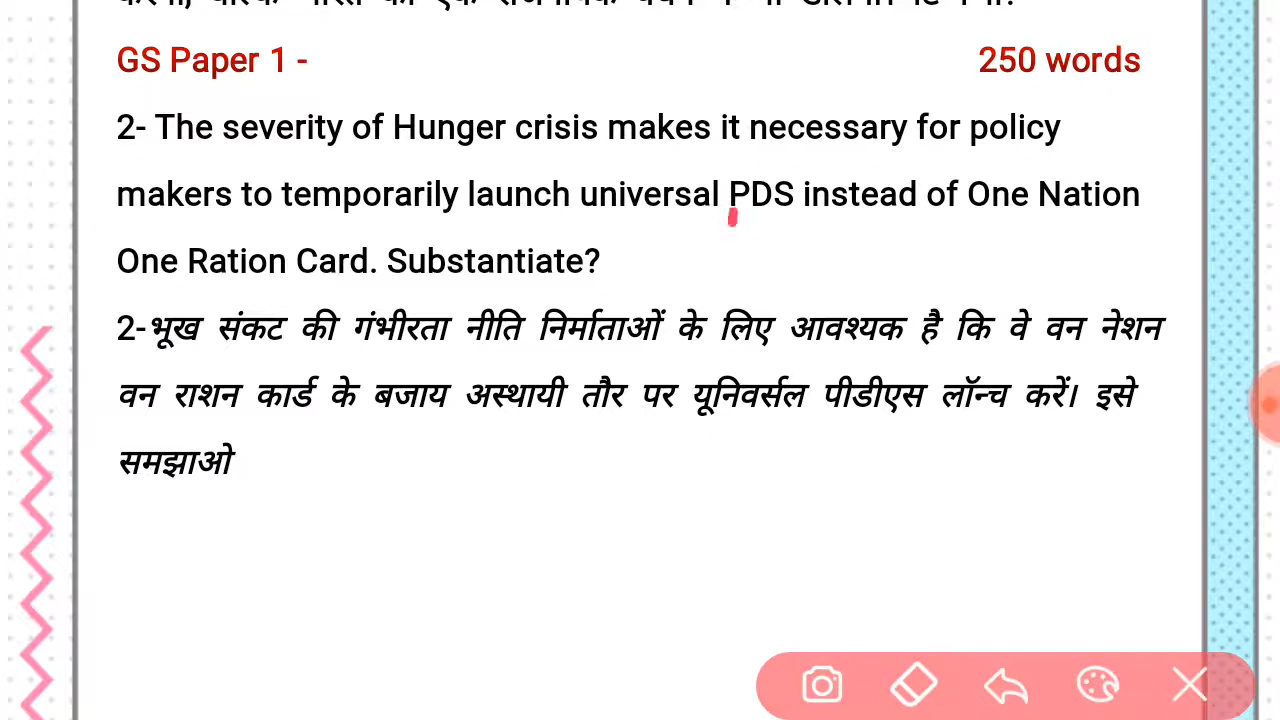 GS Paper 1 - 250 words
2- The severity of Hunger crisis makes it necessary for policy
makers to temporarily launch universal PDS instead of One Nation
One Ration Card. Substantiate?
2-भूख संकट की गंभीरता नीति निर्माताओं के लिए आवश्यक है कि वे वन नेशन
वन राशन कार्ड के बजाय अस्थायी तौर पर यूनिवर्सल पीडीएस लॉन्च करें। इसे
समझाओ